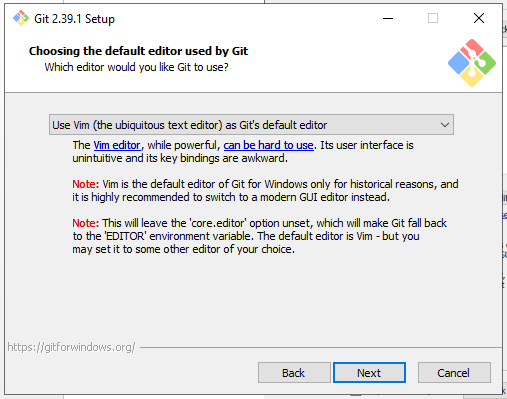 Git 2.39.1 Setup
Choosing the default editor used by Git
Which editor would you like Git to use?
Use Vim (the ubiquitous text editor) as Git's default editor
The Vim editor, while powerful, can be hard to use. Its user interface is
unintuitive and its key bindings are awkward.
Note: Vim is the default editor of Git for Windows only for historical reasons, and
it is highly recommended to switch to a modern GUI editor instead.
Note: This will leave the 'core.editor' option unset, which will make Git fall back
to the 'EDITOR' environment variable. The default editor is Vim - but you
may set it to some other editor of your choice.
https://gitforwindows.org/
Back
Next
Cancel